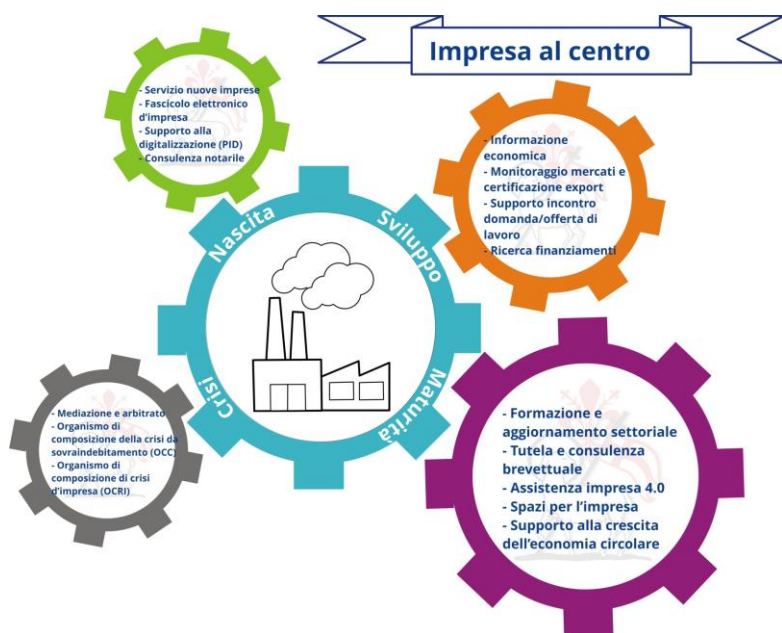 Impresa al centro
- Servizio nuove imprese
- Fascicolo elettronico
d'impresa
- Supporto alla
digitalizzazione (PID)
- Consulenza notarile
- Informazione
economica
- Monitoraggio mercati e
certificazione export
- Supporto incontro
domanda/offerta di
lavoro
- Ricerca finanziamenti
Nascita
Sviluppo
Crisi
Maturità
- Mediazione e arbitrato
- Organismo di
composizione della crisi da
sovraindebitamento (OCC)
- Organismo di
composizione di crisi
d'impresa (OCRI)
- Formazione e
aggiornamento settoriale
- Tutela e consulenza
brevettuale
- Assistenza impresa 4.0
- Spazi per l'impresa
- Supporto alla crescita
dell'economia circolare